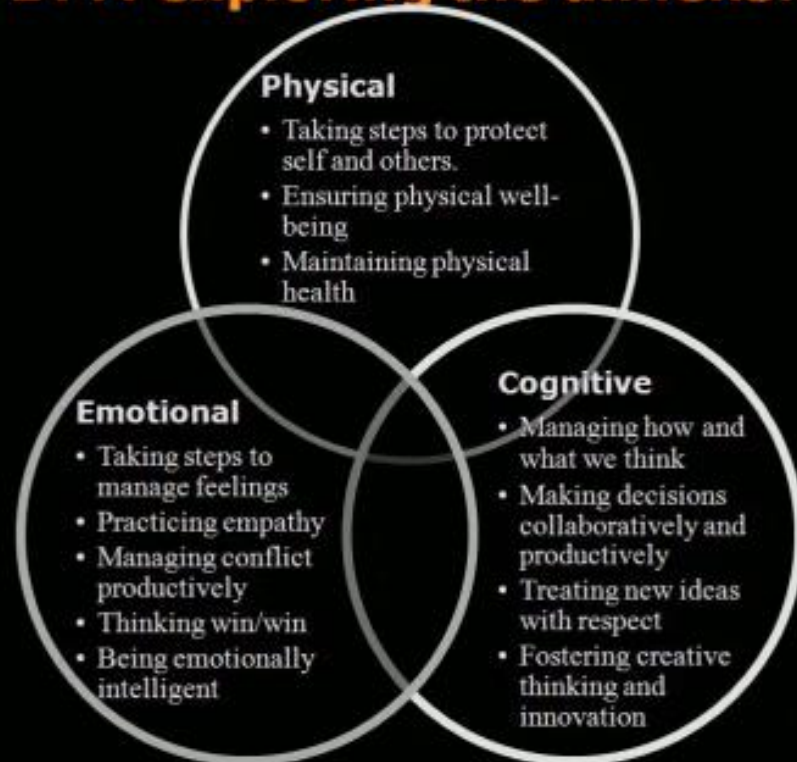 exploring the
Physical
• Taking steps to protect
self and others.
• Ensuring physical well-
being
• Maintaining physical
health
Emotional
• Taking steps to
manage feelings
• Practicing empathy
• Managing conflict
productively
• Thinking win/win
• Being emotionally
intelligent
Cognitive
• Managing how and
what we think
• Making decisions
collaboratively and
productively
• Treating new ideas
with respect
• Fostering creative
thinking and
innovation